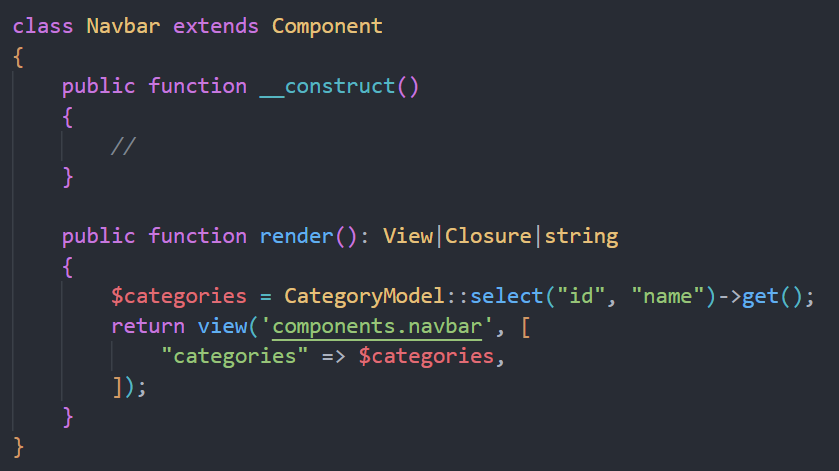 class Navbar extends Component
{
    public function __construct()
    {
        //
    }

    public function render(): View|Closure|string
    {
        $categories = CategoryModel::select("id", "name")->get();
        return view('components.navbar', [
            "categories" => $categories,
        ]);
    }
}